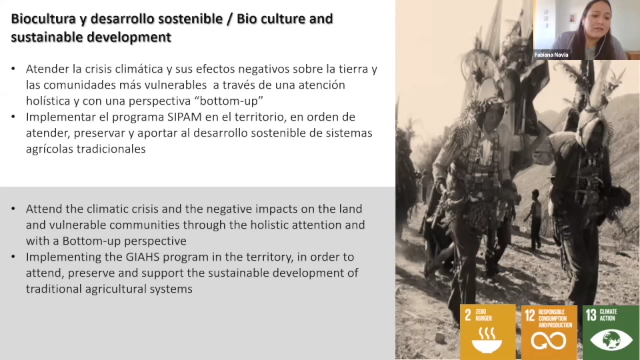 Biocultura y desarrollo sostenible / Bio culture and
sustainable development
• Atender la crisis climática y sus efectos negativos sobre la tierra y
las comunidades más vulnerables a través de una atención
holística y con una perspectiva “bottom-up”
• Implementar el programa SIPAM en el territorio, en orden de
atender, preservar y aportar al desarrollo sostenible de sistemas
agrícolas tradicionales
• Attend the climatic crisis and the negative impacts on the land
and vulnerable communities through the holistic attention and
with a Bottom-up perspective
• Implementing the GIAHS program in the territory, in order to
attend, preserve and support the sustainable development of
traditional agricultural systems
Fabiana Navia
2 ZERO
HUNGER
12 RESPONSIBLE
CONSUMPTION
AND PRODUCTION
13 CLIMATE
ACTION